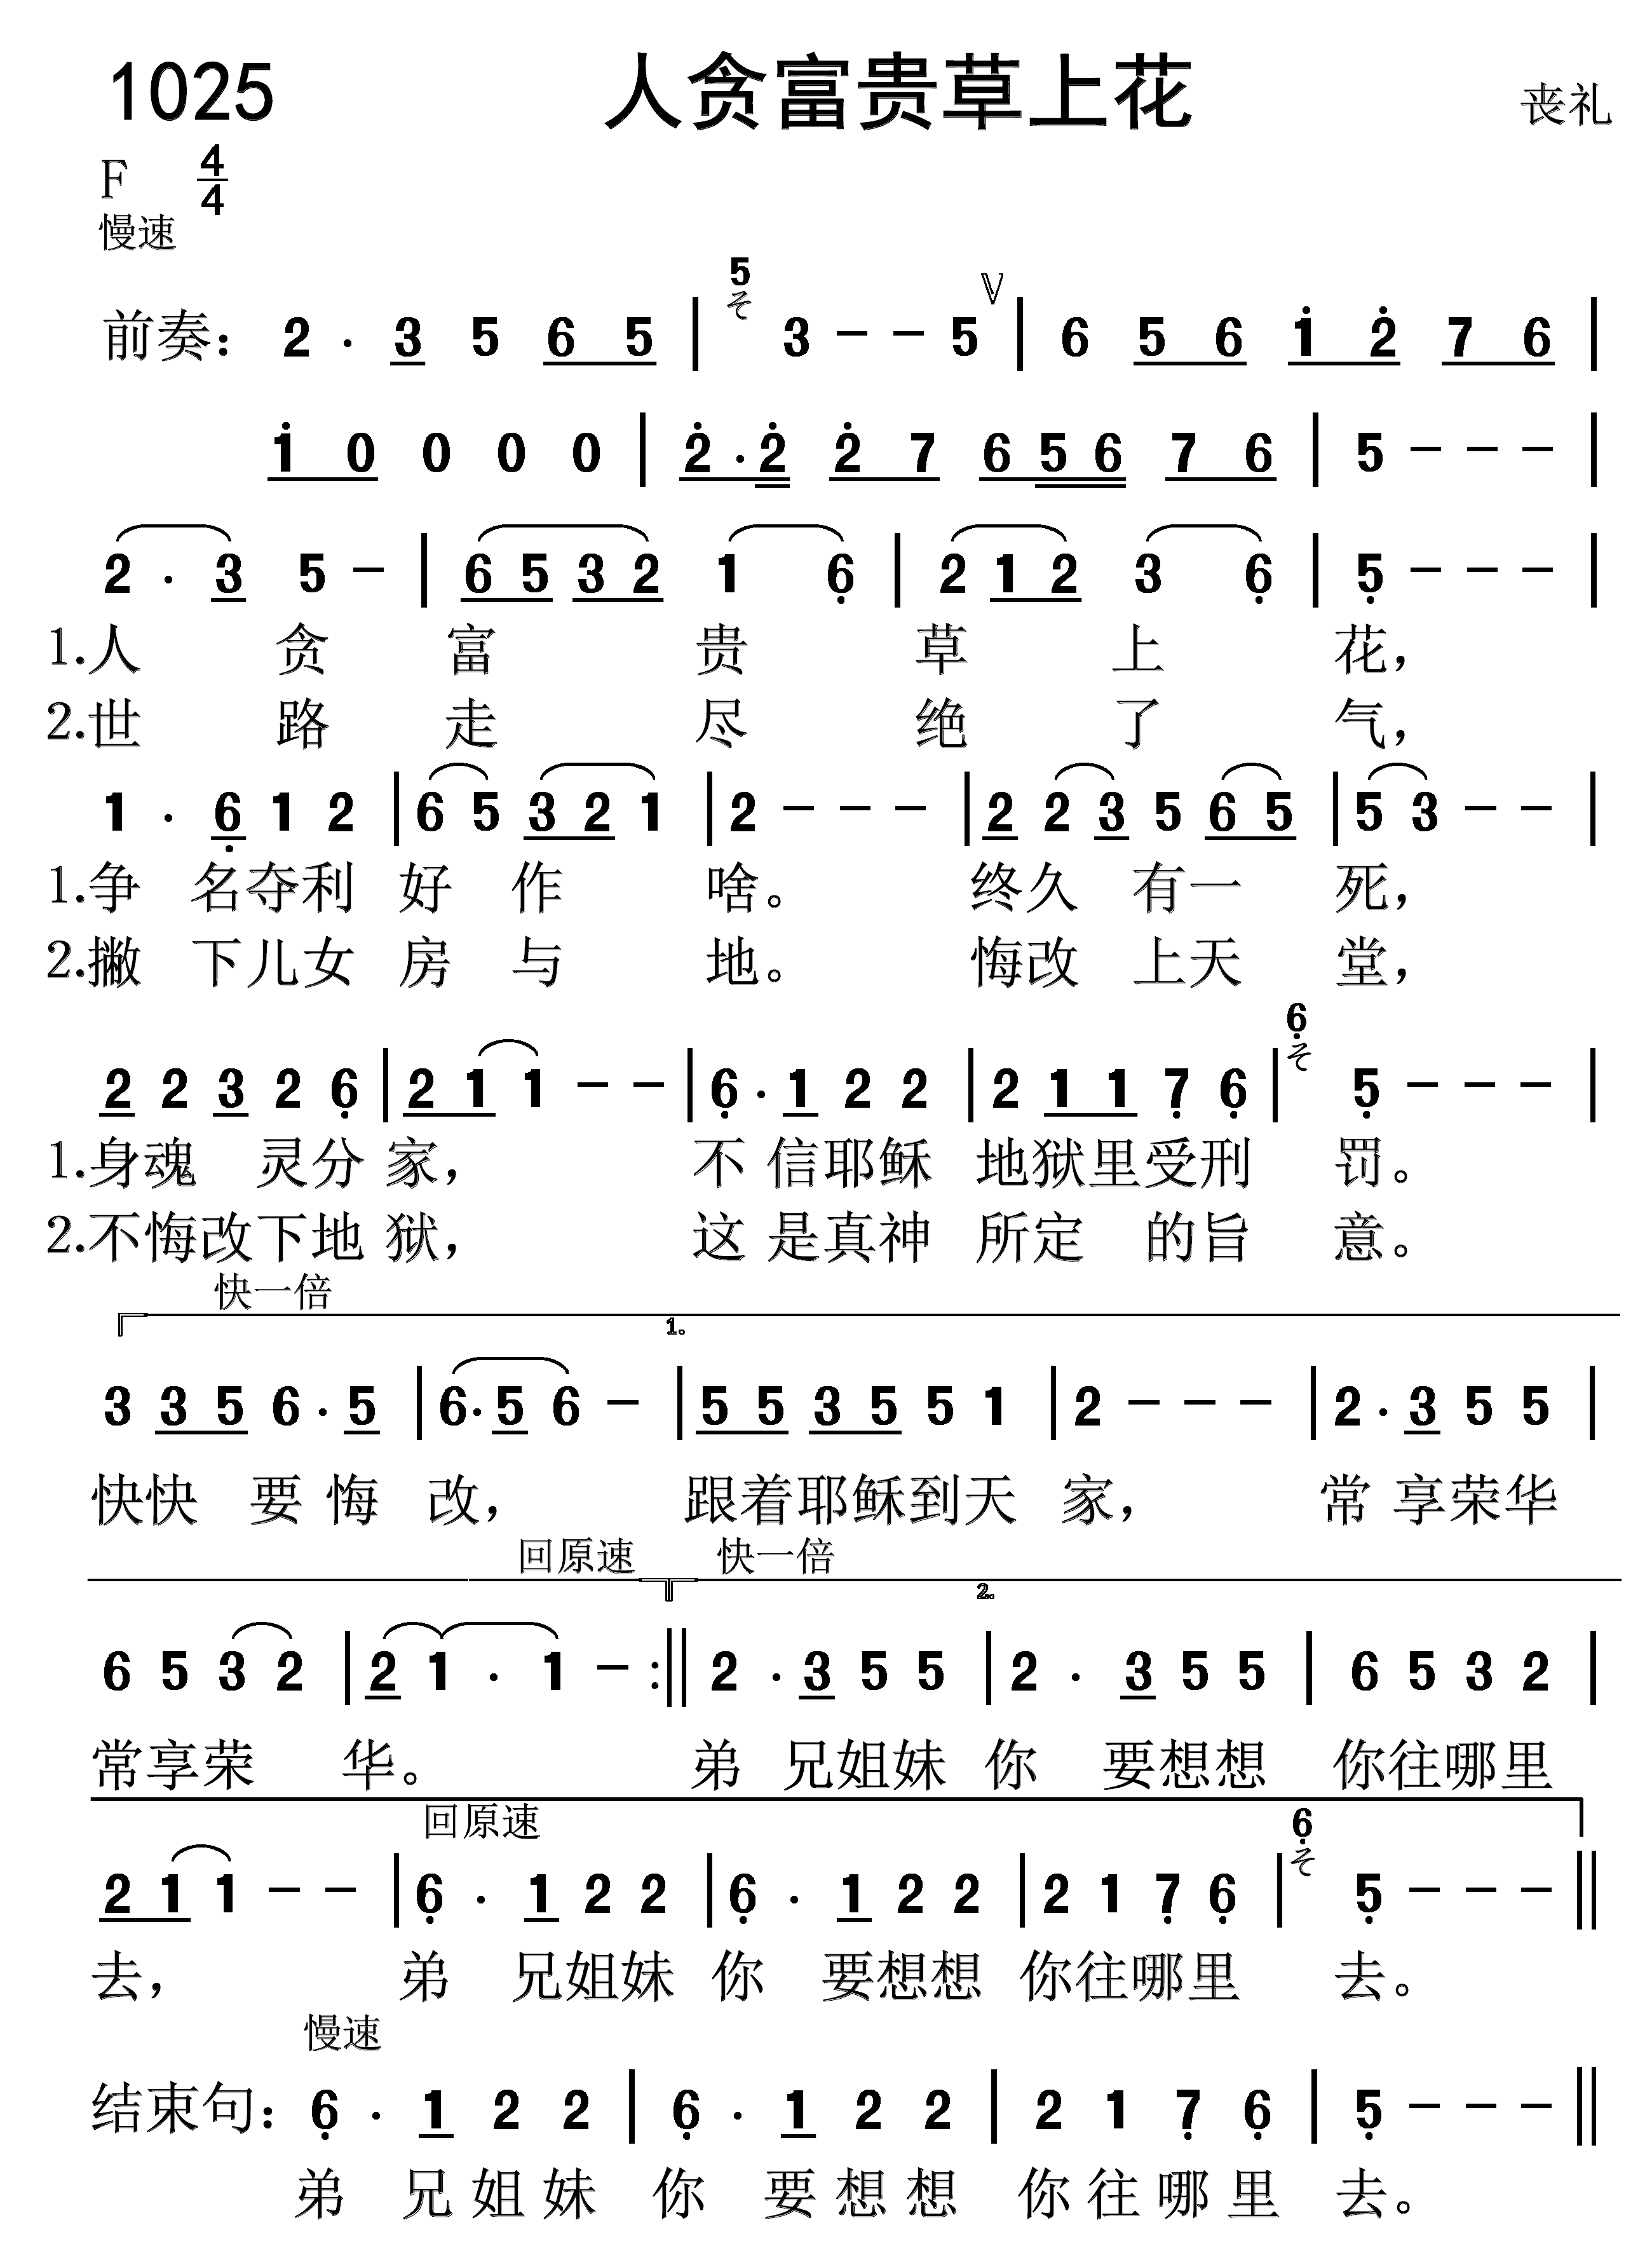 1025 人贪富贵草上花 丧礼
F 4/4
慢速
5
前奏: 2 · 3 5 6 5 | 3 – – 5 V | 6 5 6 1 2 7 6 |
1 0 0 0 0 | 2 · 2 2 7 6 5 6 7 6 | 5 – – – |
2 · 3 5 – | 6 5 3 2 1 6 | 2 1 2 3 6 | 5 – – – |
1.人 贪 富 贵 草 上 花，
2.世 路 走 尽 绝 了 气，
1 · 6 1 2 | 6 5 3 2 1 | 2 – – – | 2 2 3 5 6 5 | 5 3 – – |
1.争 名夺利 好 作 啥。 终久 有一 死，
2.撇 下儿女 房 与 地。 悔改 上天 堂，
6
2 2 3 2 6 | 2 1 1 – – | 6 · 1 2 2 | 2 1 1 7 6 | 5 – – – |
1.身魂 灵分 家， 不 信耶稣 地狱里受刑 罚。
2.不悔改下地 狱， 这 是真神 所定 的旨 意。
快一倍
1。
3 3 5 6 · 5 | 6 · 5 6 – | 5 5 3 5 5 1 | 2 – – – | 2 · 3 5 5 |
快快 要 悔 改， 跟着耶稣到天 家， 常 享荣华
回原速 快一倍
2。
6 5 3 2 | 2 1 · 1 – :|| 2 · 3 5 5 | 2 · 3 5 5 | 6 5 3 2 |
常享荣 华。 弟 兄姐妹 你 要想想 你往哪里
回原速
6
2 1 1 – – | 6 · 1 2 2 | 6 · 1 2 2 | 2 1 7 6 | 5 – – – ||
去， 弟 兄姐妹 你 要想想 你往哪里 去。
慢速
结束句: 6 · 1 2 2 | 6 · 1 2 2 | 2 1 7 6 | 5 – – – ||
弟 兄 姐 妹 你 要 想 想 你 往 哪 里 去。